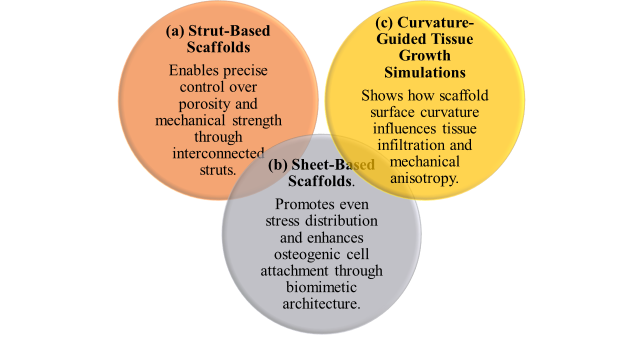 (a) Strut-Based
Scaffolds
Enables precise
control over
porosity and
mechanical strength
through
interconnected
struts.
(b) Sheet-Based
Scaffolds.
Promotes even
stress distribution
and enhances
osteogenic cell
attachment through
biomimetic
architecture.
(c) Curvature-
Guided Tissue
Growth
Simulations
Shows how scaffold
surface curvature
influences tissue
infiltration and
mechanical
anisotropy.